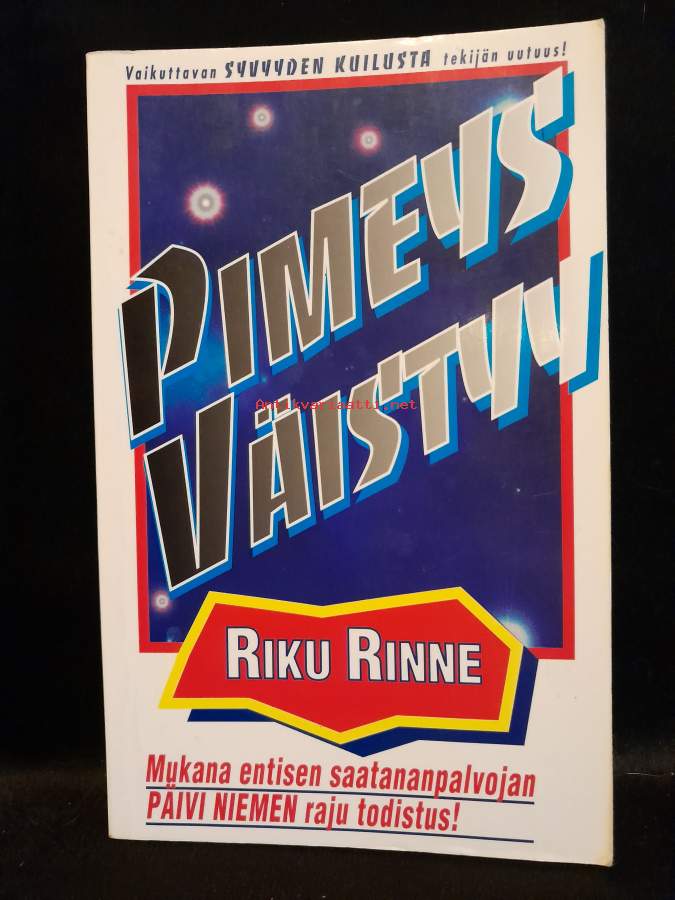 Vaikuttavan SYVYYDEN KUILUSTA tekijän uutuus!
PIMEYS
VÄISTYY
Antikvariaatti.net
RIKU RINNE
Mukana entisen saatananpalvojan
PÄIVI NIEMEN raju todistus!